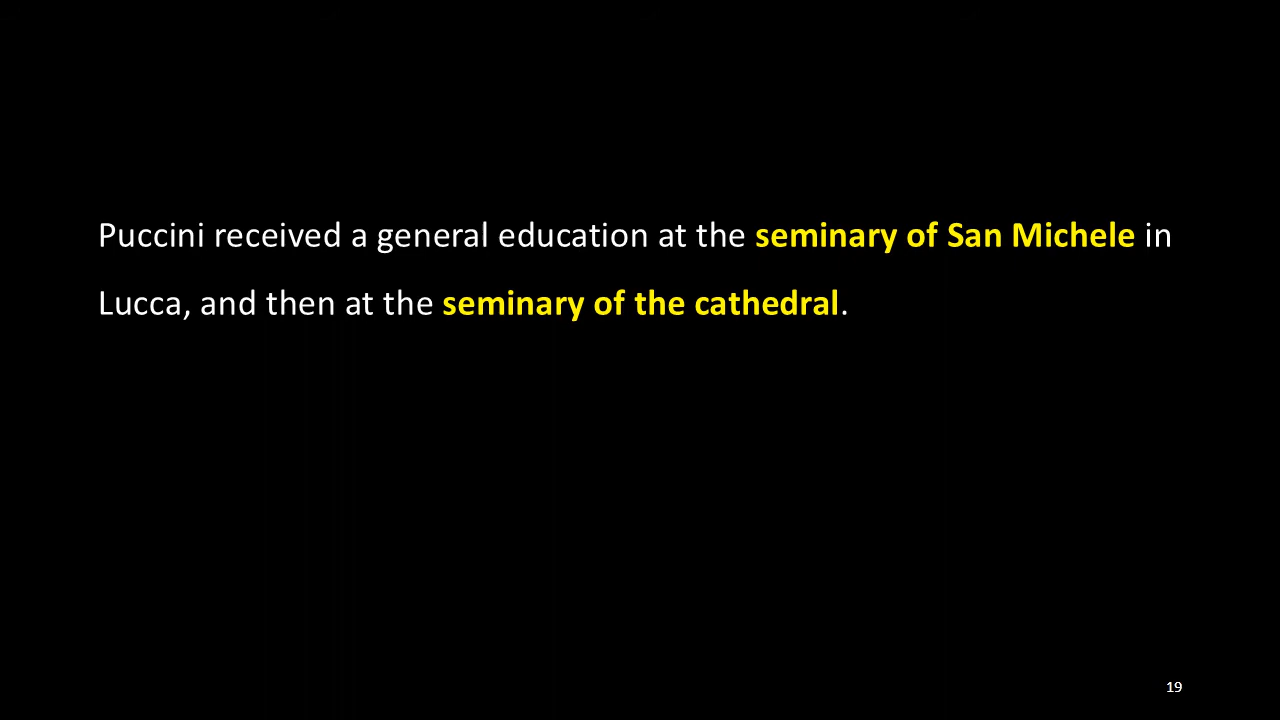 Puccini received a general education at the seminary of San Michele in
Lucca, and then at the seminary of the cathedral.
19